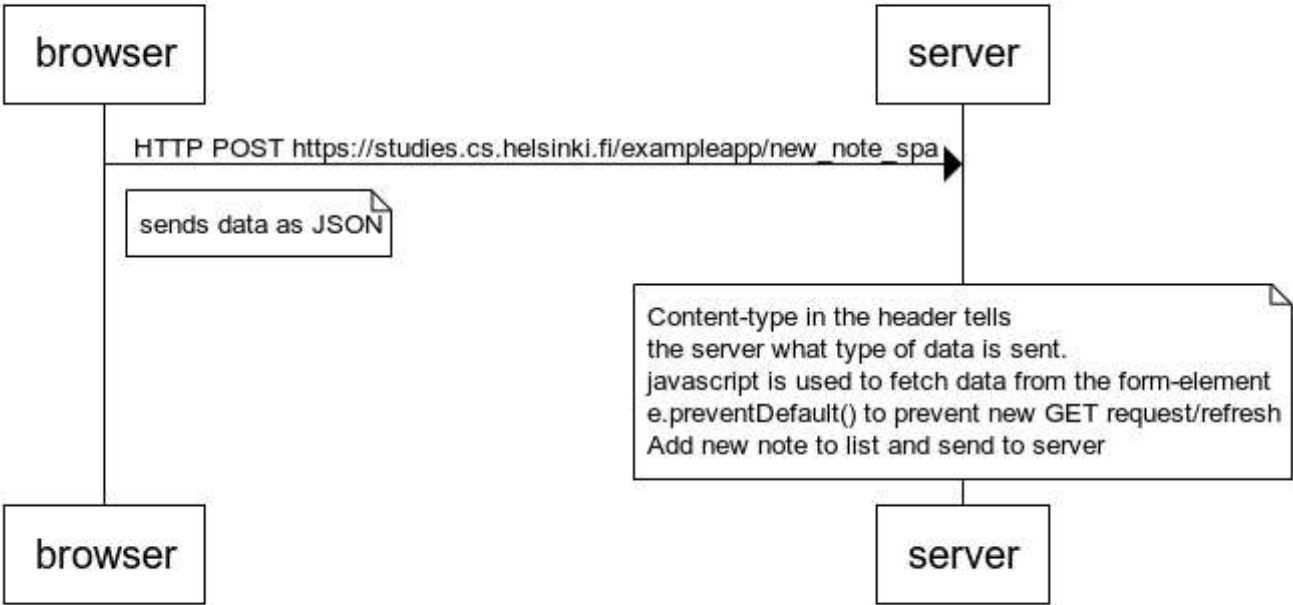 browser
server
HTTP POST https://studies.cs.helsinki.fi/exampleapp/new_note_spa
sends data as JSON
Content-type in the header tells
the server what type of data is sent.
javascript is used to fetch data from the form-element
e.preventDefault() to prevent new GET request/refresh
Add new note to list and send to server
browser
server